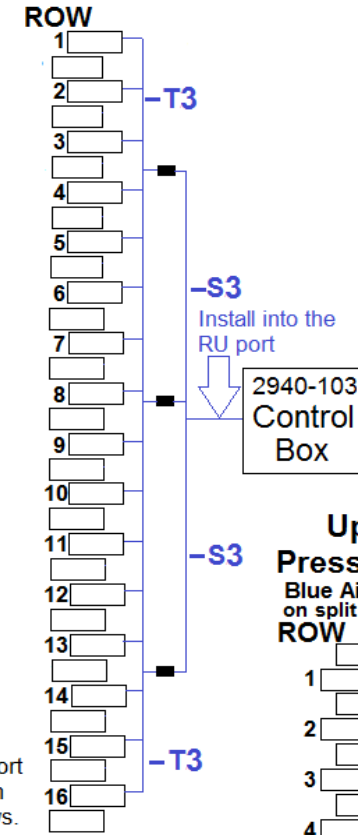 ROW
1
2
–T3
3
4
5
6
–S3
Install into the
RU port
7
8
2940-103
Control
Box
9
10
11
–S3
12
13
14
15
–T3
16
ort
n
vs.
Up
Press
Blue Ai
on split
ROW
1
2
3
4